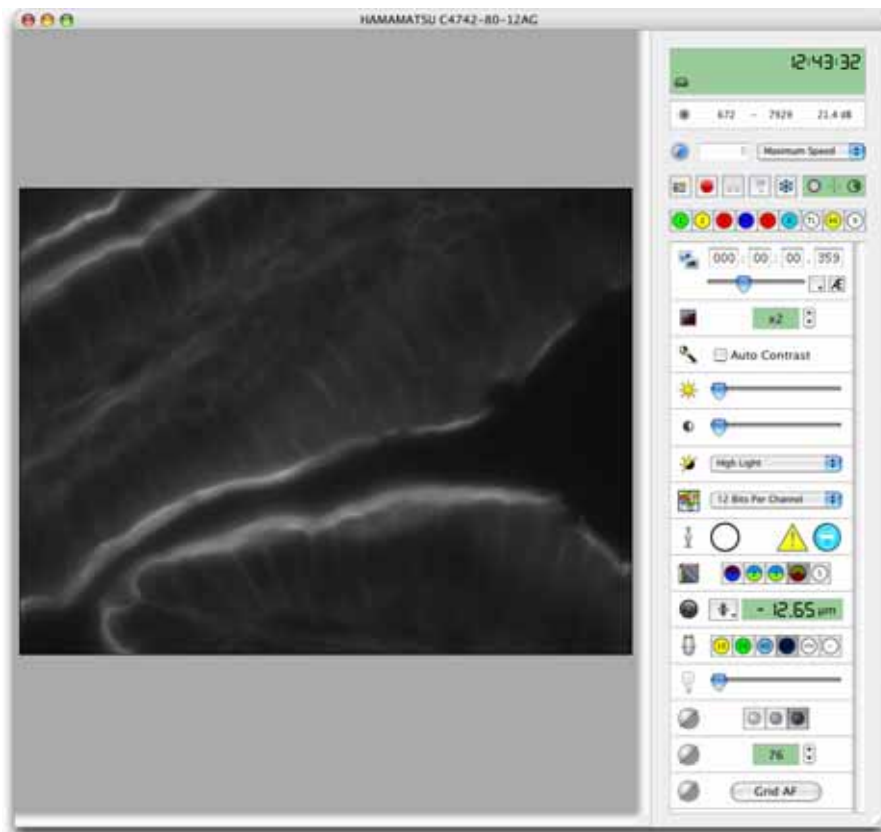 HAMAMATSU C4742-80-12AG
12:43:32
672 - 7929 21.4 dB
Maximum Speed
000 : 00 : 00 . 359
Æ
x2
Auto Contrast
High Light
12 Bits Per Channel
- 12.65 µm
76
Grid AF